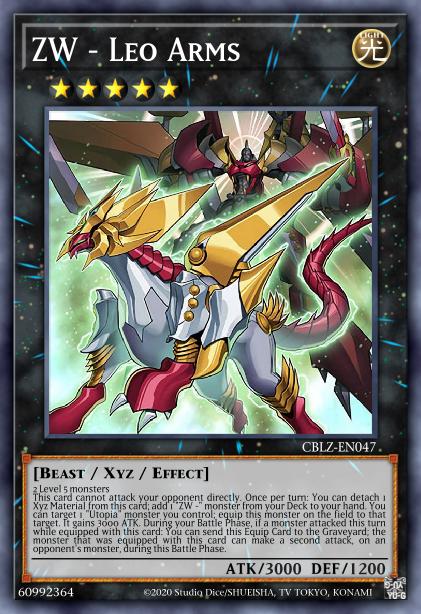 ZW - Leo Arms
LIGHT
光
CBLZ-EN047
[Beast / Xyz / Effect]
2 Level 5 monsters
This card cannot attack your opponent directly. Once per turn: You can detach 1
Xyz Material from this card; add 1 "ZW -" monster from your Deck to your hand. You
can target 1 "Utopia" monster you control; equip this monster on the field to that
target. It gains 3000 ATK. During your Battle Phase, if a monster attacked this turn
while equipped with this card: You can send this Equip Card to the Graveyard; the
monster that was equipped with this card can make a second attack, on an
opponent's monster, during this Battle Phase.
ATK/3000 DEF/1200
60992364
©2020 Studio Dice/SHUEISHA, TV TOKYO, KONAMI